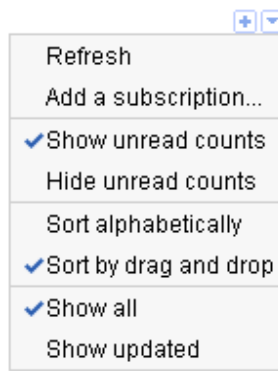 Refresh
Add a subscription...
Show unread counts
Hide unread counts
Sort alphabetically
Sort by drag and drop
Show all
Show updated